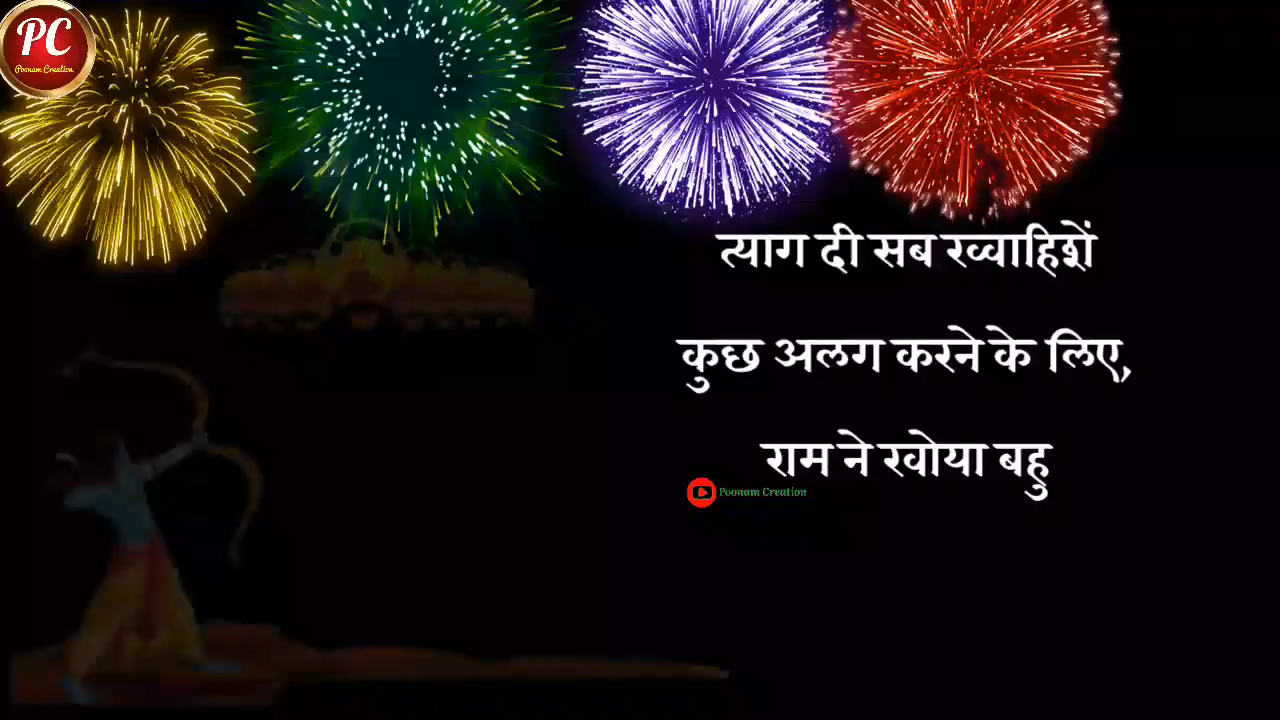 PC
Poonam Creation
त्याग दी सब ख्वाहिशें
कुछ अलग करने के लिए,
राम ने खोया बहु
Poonam Creation